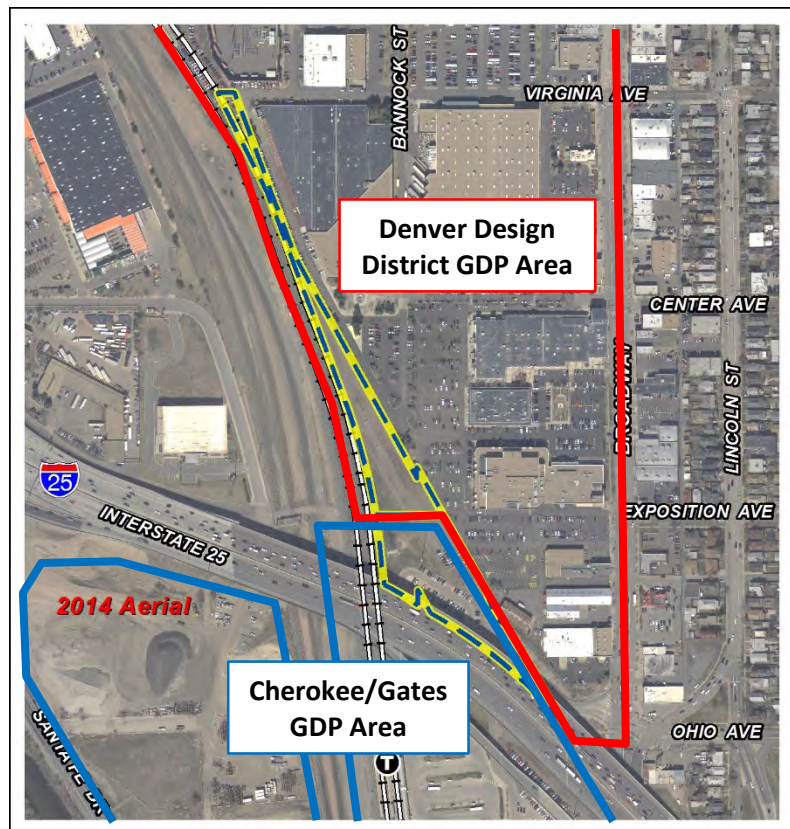 BANNOCK ST
VIRGINIA AVE
Denver Design
District GDP Area
CENTER AVE
BROADWAY
LINCOLN ST
25
INTERSTATE 25
EXPOSITION AVE
2014 Aerial
Cherokee/Gates
GDP Area
SANTA FE DR
OHIO AVE
T